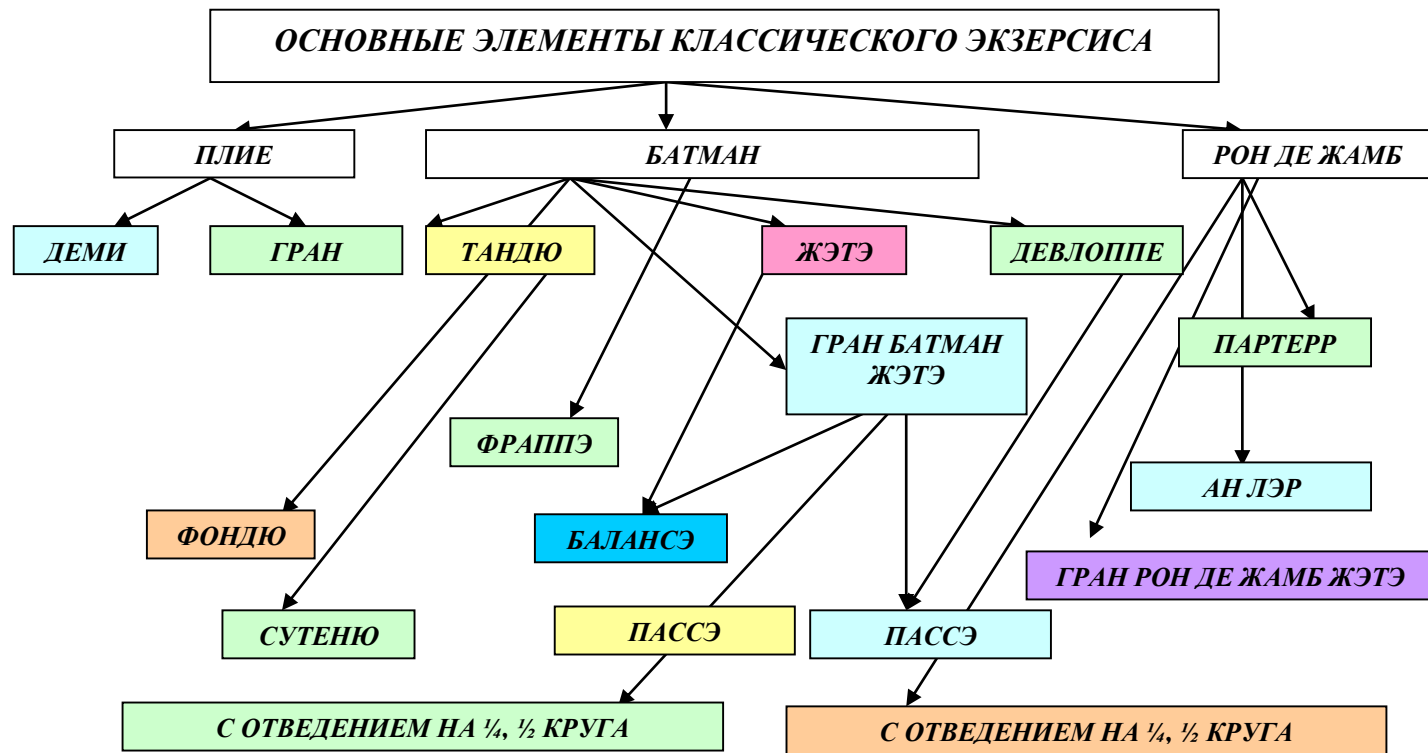 ОСНОВНЫЕ ЭЛЕМЕНТЫ КЛАССИЧЕСКОГО ЭКЗЕРСИСА
ПЛИЕ
БАТМАН
РОН ДЕ ЖАМБ
ДЕМИ
ГРАН
ТАНДЮ
ЖЭТЭ
ДЕВЛОППЕ
ГРАН БАТМАН
ЖЭТЭ
ПАРТЕРР
ФРАППЭ
АН ЛЭР
ФОНДЮ
БАЛАНСЭ
ГРАН РОН ДЕ ЖАМБ ЖЭТЭ
СУТЕНЮ
ПАССЭ
ПАССЭ
С ОТВЕДЕНИЕМ НА ¼, ½ КРУГА
С ОТВЕДЕНИЕМ НА ¼, ½ КРУГА